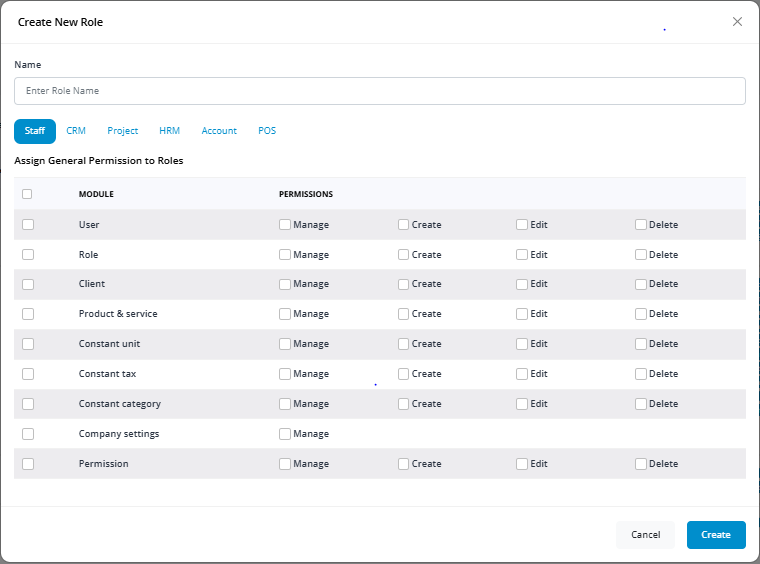 Create New Role
Name
Enter Role Name
Staff CRM Project HRM Account POS
Assign General Permission to Roles
MODULE PERMISSIONS
User Manage Create Edit Delete
Role Manage Create Edit Delete
Client Manage Create Edit Delete
Product & service Manage Create Edit Delete
Constant unit Manage Create Edit Delete
Constant tax Manage Create Edit Delete
Constant category Manage Create Edit Delete
Company settings Manage
Permission Manage Create Edit Delete
Cancel Create